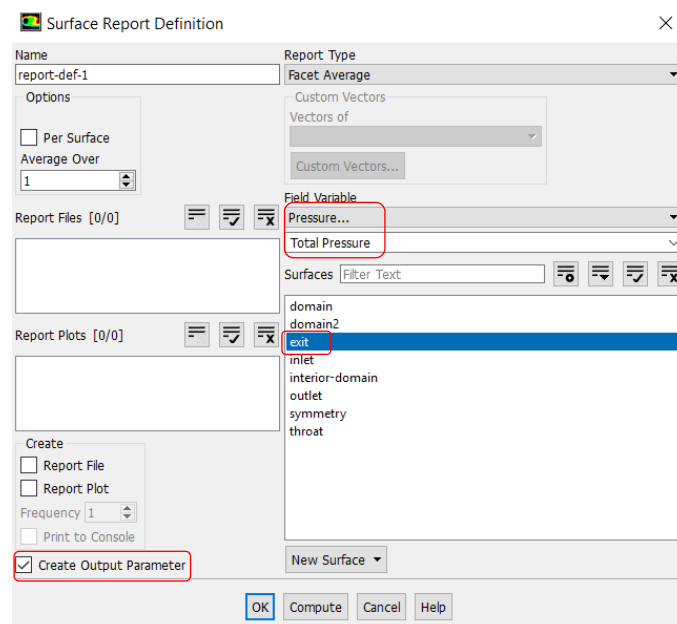 Surface Report Definition
Name
report-def-1
Options
Per Surface
Average Over
1
Report Files [0/0]
Report Plots [0/0]
Create
Report File
Report Plot
Frequency 1
Print to Console
Create Output Parameter
Report Type
Facet Average
Custom Vectors
Vectors of
Custom Vectors...
Field Variable
Pressure...
Total Pressure
Surfaces Filter Text
domain
domain2
exit
inlet
interior-domain
outlet
symmetry
throat
New Surface
OK Compute Cancel Help